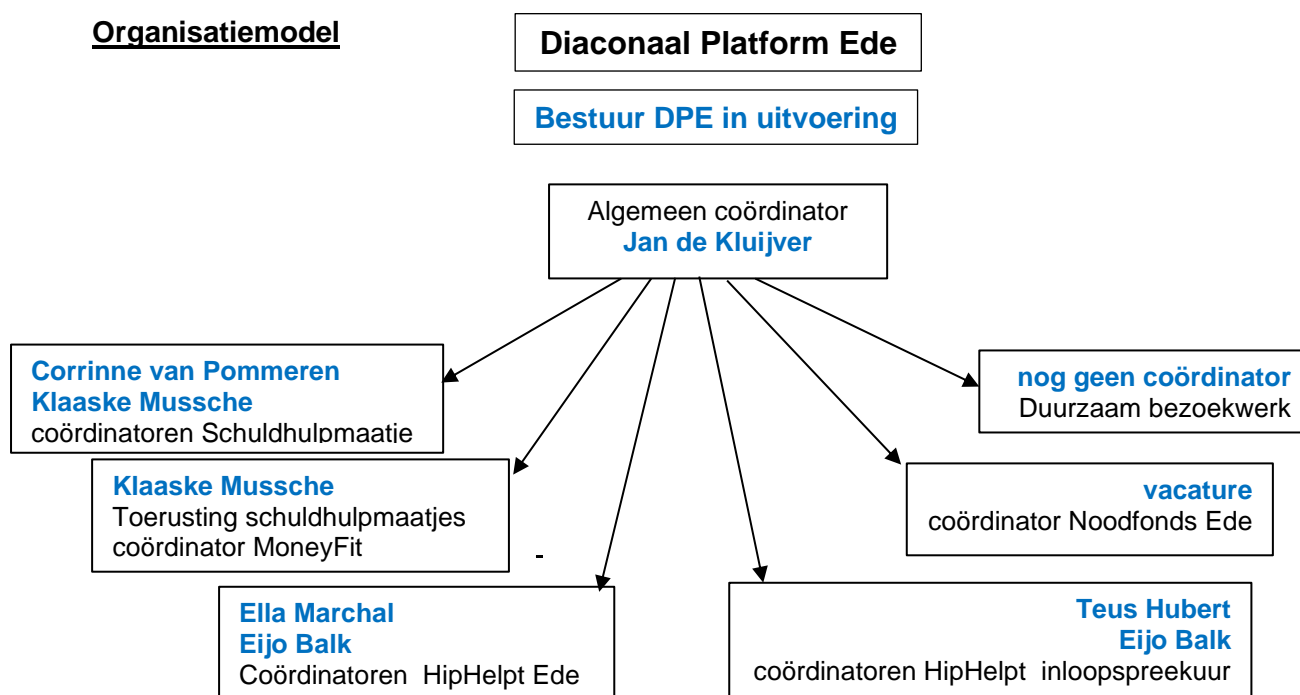 Organisatiemodel
Diaconaal Platform Ede
Bestuur DPE in uitvoering
Algemeen coördinator
Jan de Kluijver
Corrinne van Pommeren
Klaaske Mussche
coördinatoren Schuldhulpmaatje
nog geen coördinator
Duurzaam bezoekwerk
Klaaske Mussche
Toerusting schuldhulpmaatjes
coördinator MoneyFit
-
vacature
coördinator Noodfonds Ede
Ella Marchal
Eijo Balk
Coördinatoren HipHelpt Ede
Teus Hubert
Eijo Balk
coördinatoren HipHelpt inloopspreekuur